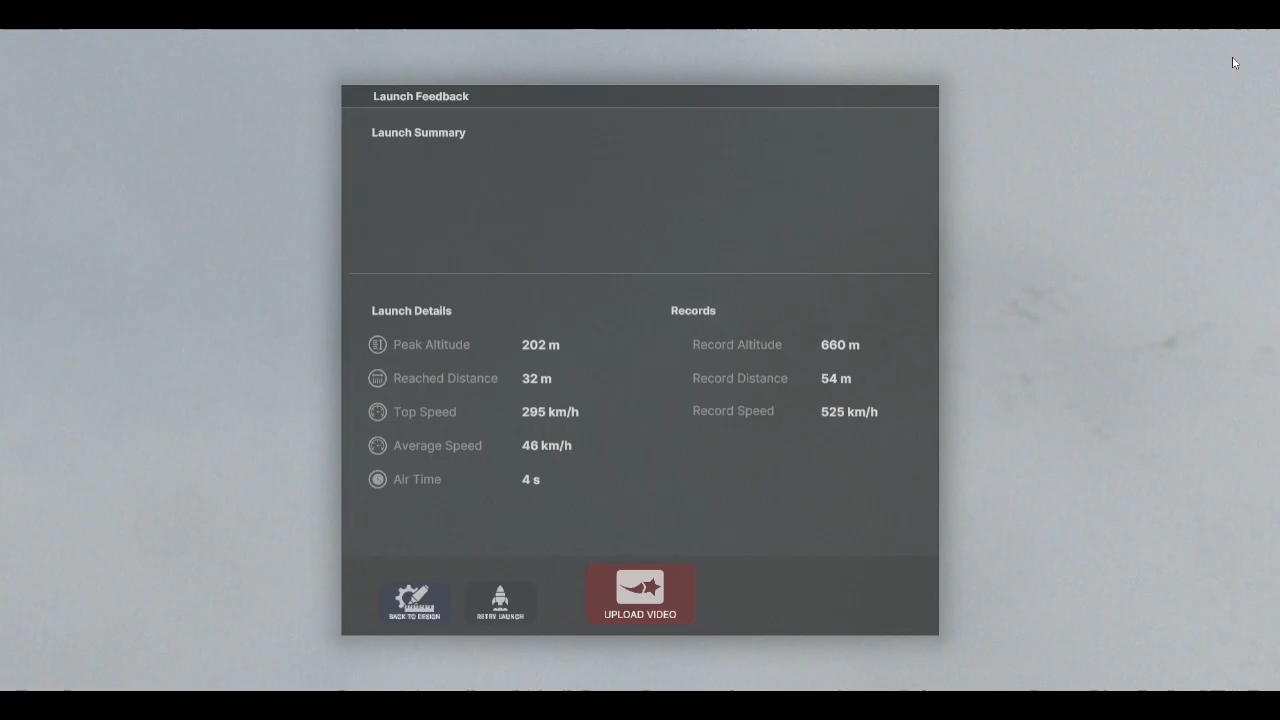 Launch Feedback
Launch Summary
Launch Details
Peak Altitude 202 m
Reached Distance 32 m
Top Speed 295 km/h
Average Speed 46 km/h
Air Time 4 s
Records
Record Altitude 660 m
Record Distance 54 m
Record Speed 525 km/h
BACK TO DESIGN
RETRY LAUNCH
UPLOAD VIDEO